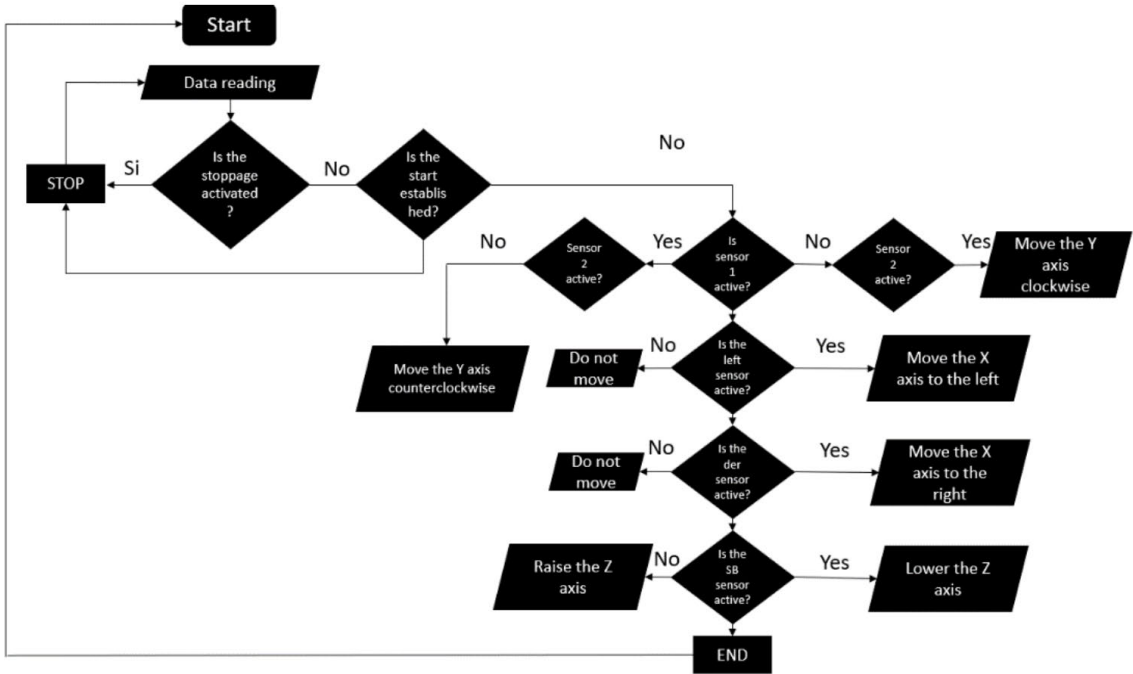 Start
Data reading
Si
Is the
stoppage
activated
?
No
Is the
start
establis
hed?
No
STOP
No
Sensor
2
active?
Yes
Is
sensor
1
active?
No
Sensor
2
active?
Yes
Move the Y
axis
clockwise
Move the Y axis
counterclockwise
Do not
move
No
Is the
left
sensor
active?
Yes
Move the X
axis to the left
Do not
move
No
Is the
der
sensor
active?
Yes
Move the X
axis to the
right
Raise the Z
axis
No
Is the
SB
sensor
active?
Yes
Lower the Z
axis
END